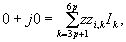 0 + j0 = \sum_{k=3p+1}^{6p} zz_{i,k} I_k,